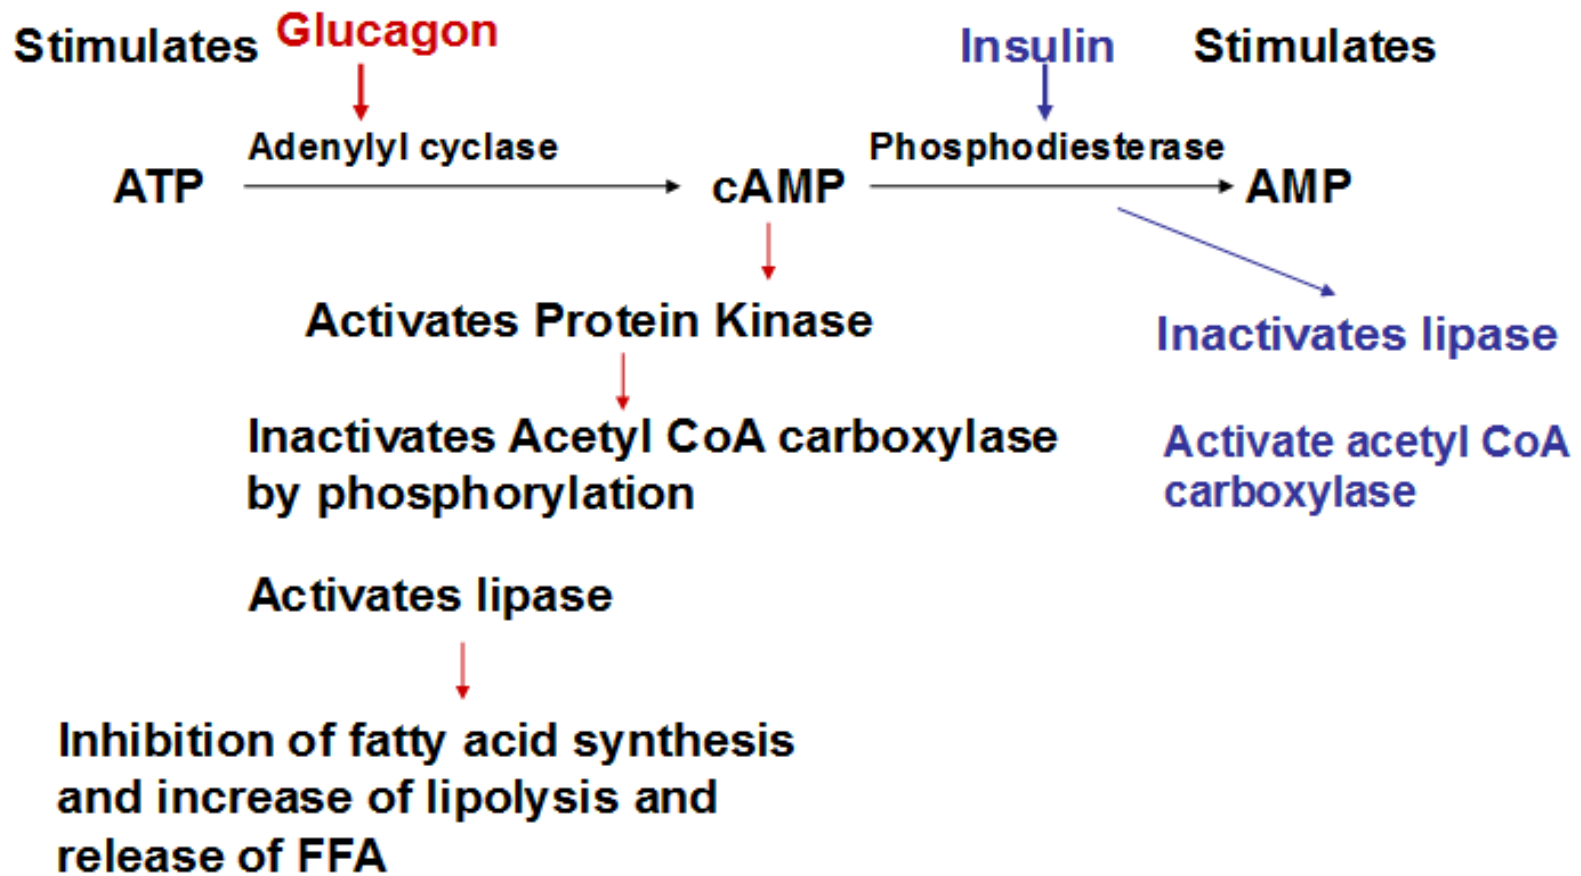 Stimulates Glucagon Insulin Stimulates
Adenylyl cyclase Phosphodiesterase
ATP cAMP AMP
Activates Protein Kinase
Inactivates lipase
Inactivates Acetyl CoA carboxylase
by phosphorylation
Activate acetyl CoA
carboxylase
Activates lipase
Inhibition of fatty acid synthesis
and increase of lipolysis and
release of FFA